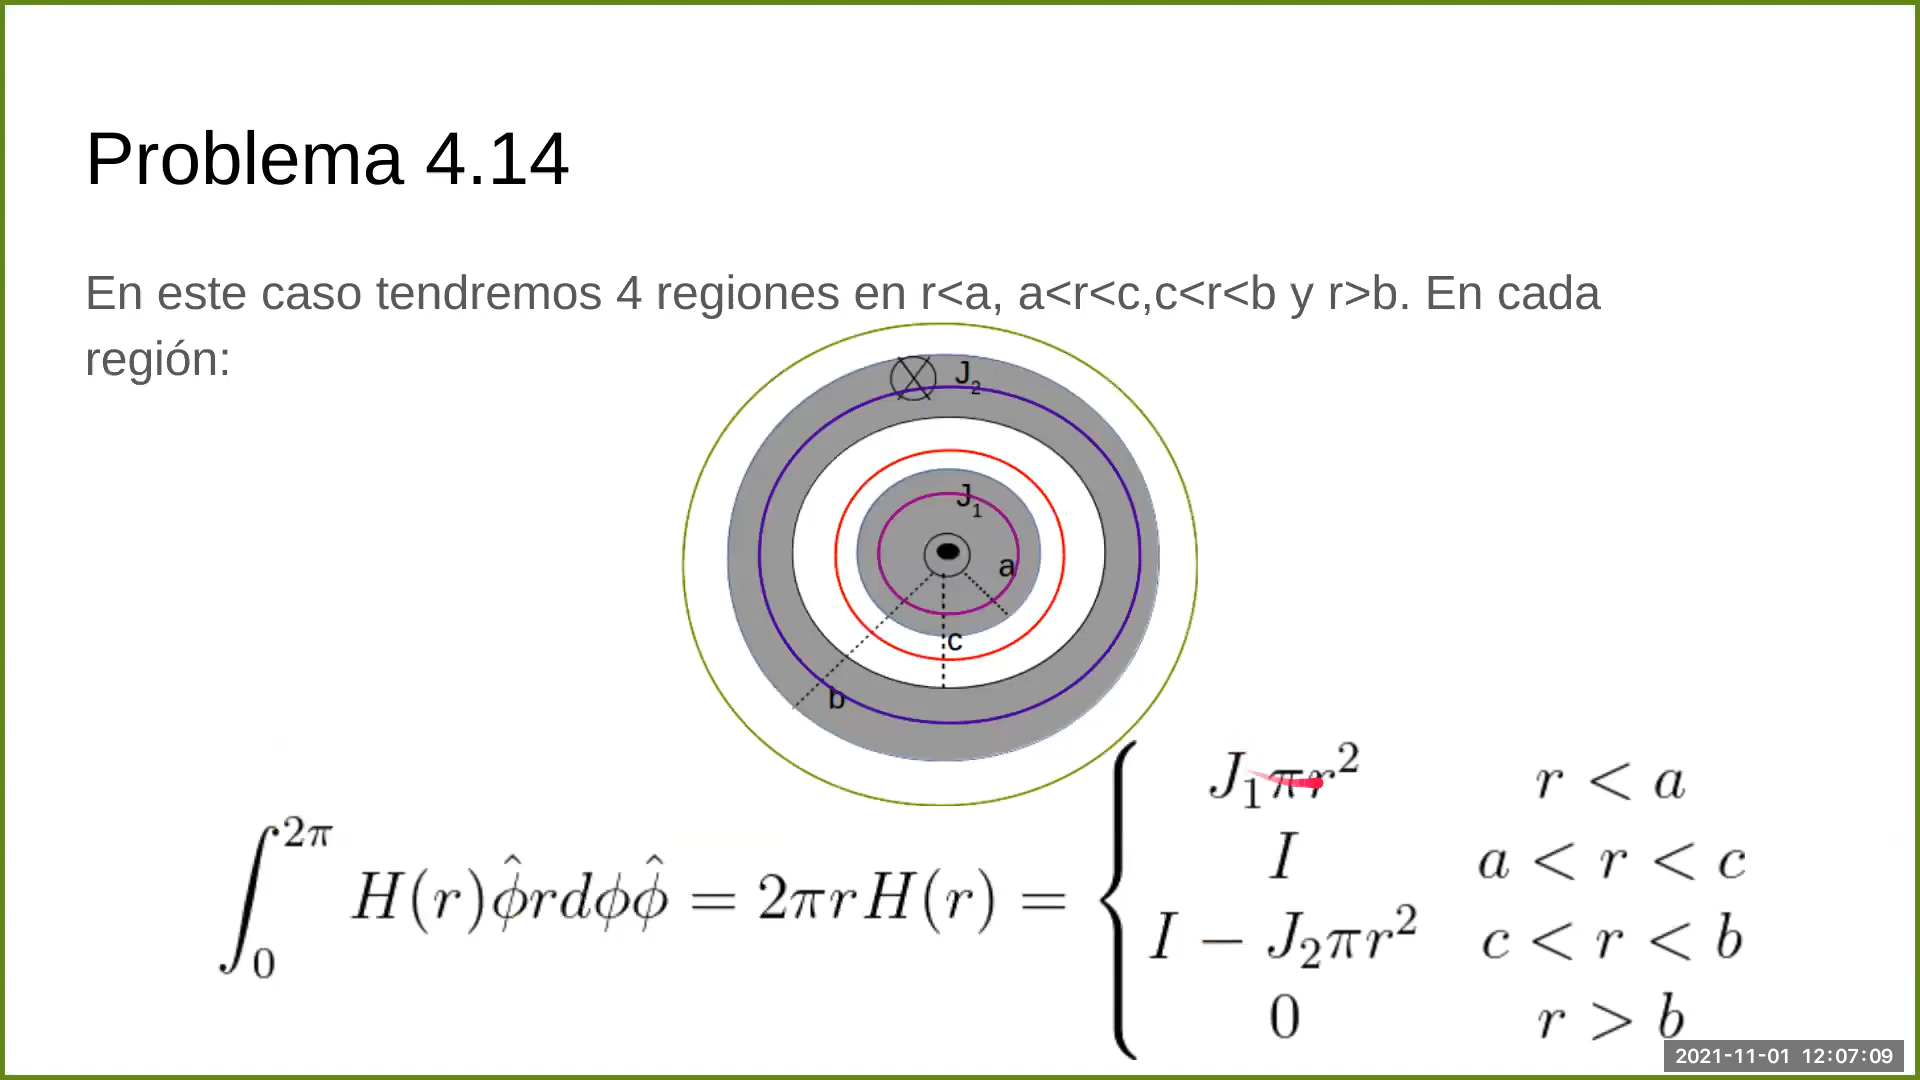 Problema 4.14
En este caso tendremos 4 regiones en r<a, a<r<c,c<r<b y r>b. En cada
región:
J₂
J₁
a
c
b
∫₀^{2π} H(r)ϕ̂rdϕϕ̂ = 2πrH(r) = {
J₁πr² r < a
I a < r < c
I − J₂πr² c < r < b
0 r > b
2021-11-01 12:07:09